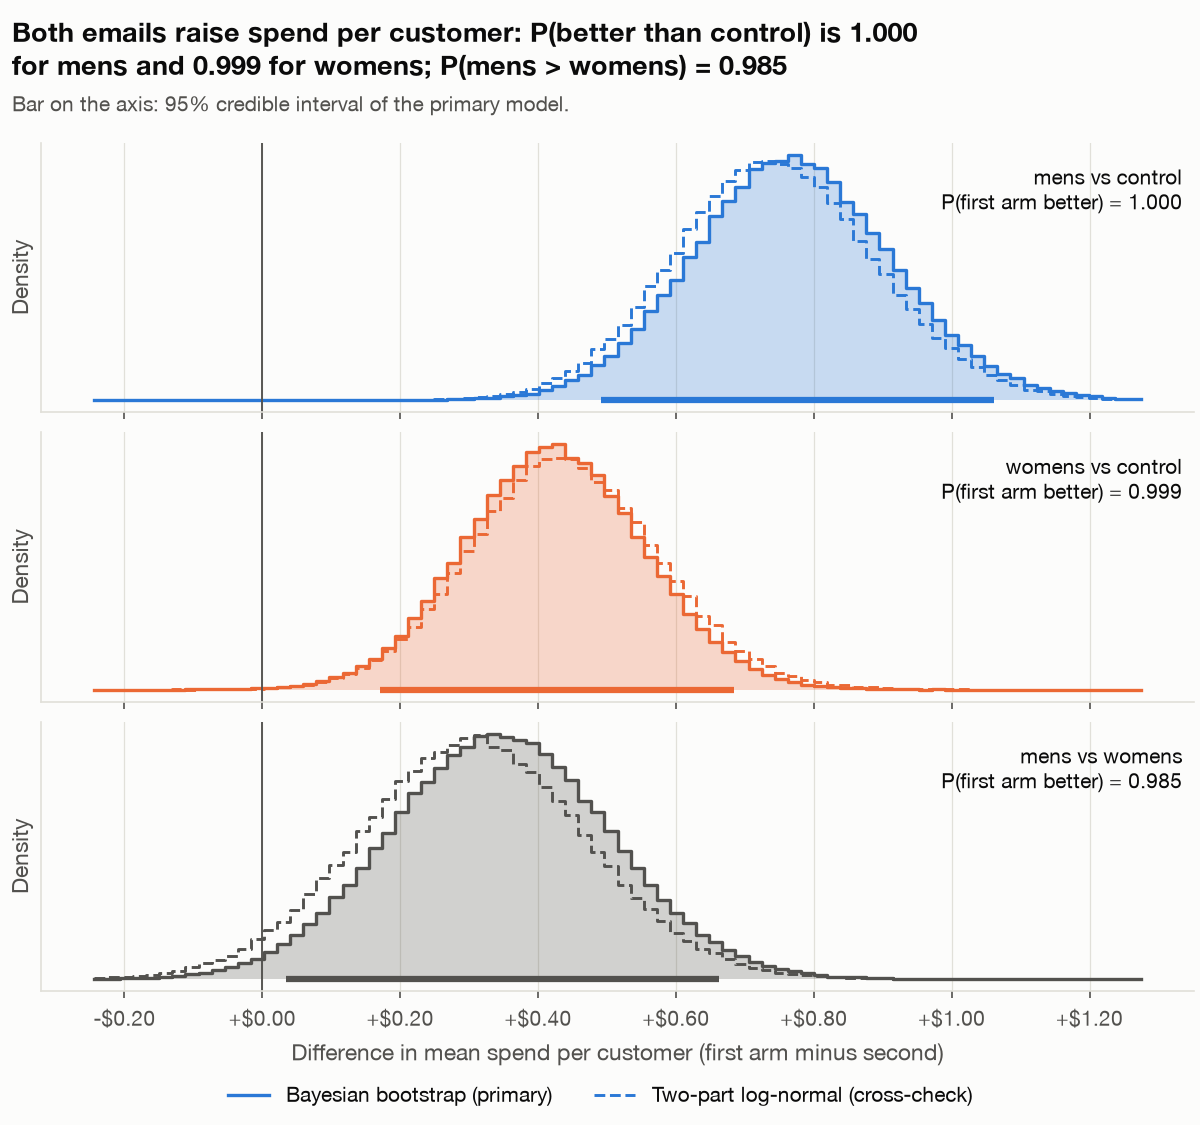 Both emails raise spend per customer: P(better than control) is 1.000
for mens and 0.999 for womens; P(mens > womens) = 0.985
Bar on the axis: 95% credible interval of the primary model.
Density
mens vs control
P(first arm better) = 1.000
Density
womens vs control
P(first arm better) = 0.999
Density
mens vs womens
P(first arm better) = 0.985
-$0.20 +$0.00 +$0.20 +$0.40 +$0.60 +$0.80 +$1.00 +$1.20
Difference in mean spend per customer (first arm minus second)
Bayesian bootstrap (primary) Two-part log-normal (cross-check)